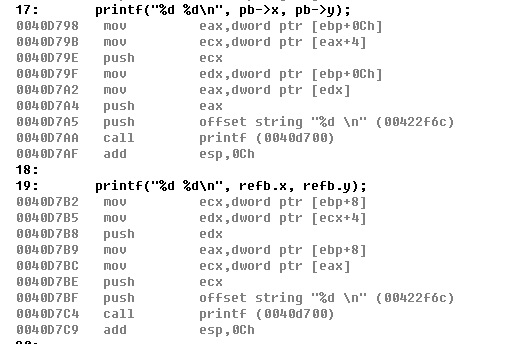 17: printf("%d %d\n", pb->x, pb->y);
0040D798 mov eax,dword ptr [ebp+0Ch]
0040D79B mov ecx,dword ptr [eax+4]
0040D79E push ecx
0040D79F mov edx,dword ptr [ebp+0Ch]
0040D7A2 mov eax,dword ptr [edx]
0040D7A4 push eax
0040D7A5 push offset string "%d \n" (00422f6c)
0040D7AA call printf (0040d700)
0040D7AF add esp,0Ch
18:
19: printf("%d %d\n", refb.x, refb.y);
0040D7B2 mov ecx,dword ptr [ebp+8]
0040D7B5 mov edx,dword ptr [ecx+4]
0040D7B8 push edx
0040D7B9 mov eax,dword ptr [ebp+8]
0040D7BC mov ecx,dword ptr [eax]
0040D7BE push ecx
0040D7BF push offset string "%d \n" (00422f6c)
0040D7C4 call printf (0040d700)
0040D7C9 add esp,0Ch